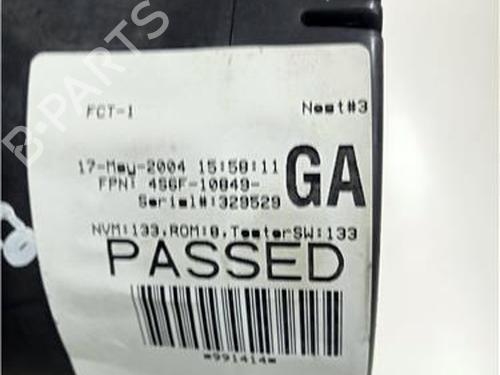 B-PARTS
FCT-1 Nest#3
17-May-2004 15:58:11
FPN: 4S6F-10849- GA
Serial#:329529
NVM:133,ROM:8,TesterSW:133
PASSED
*991414*